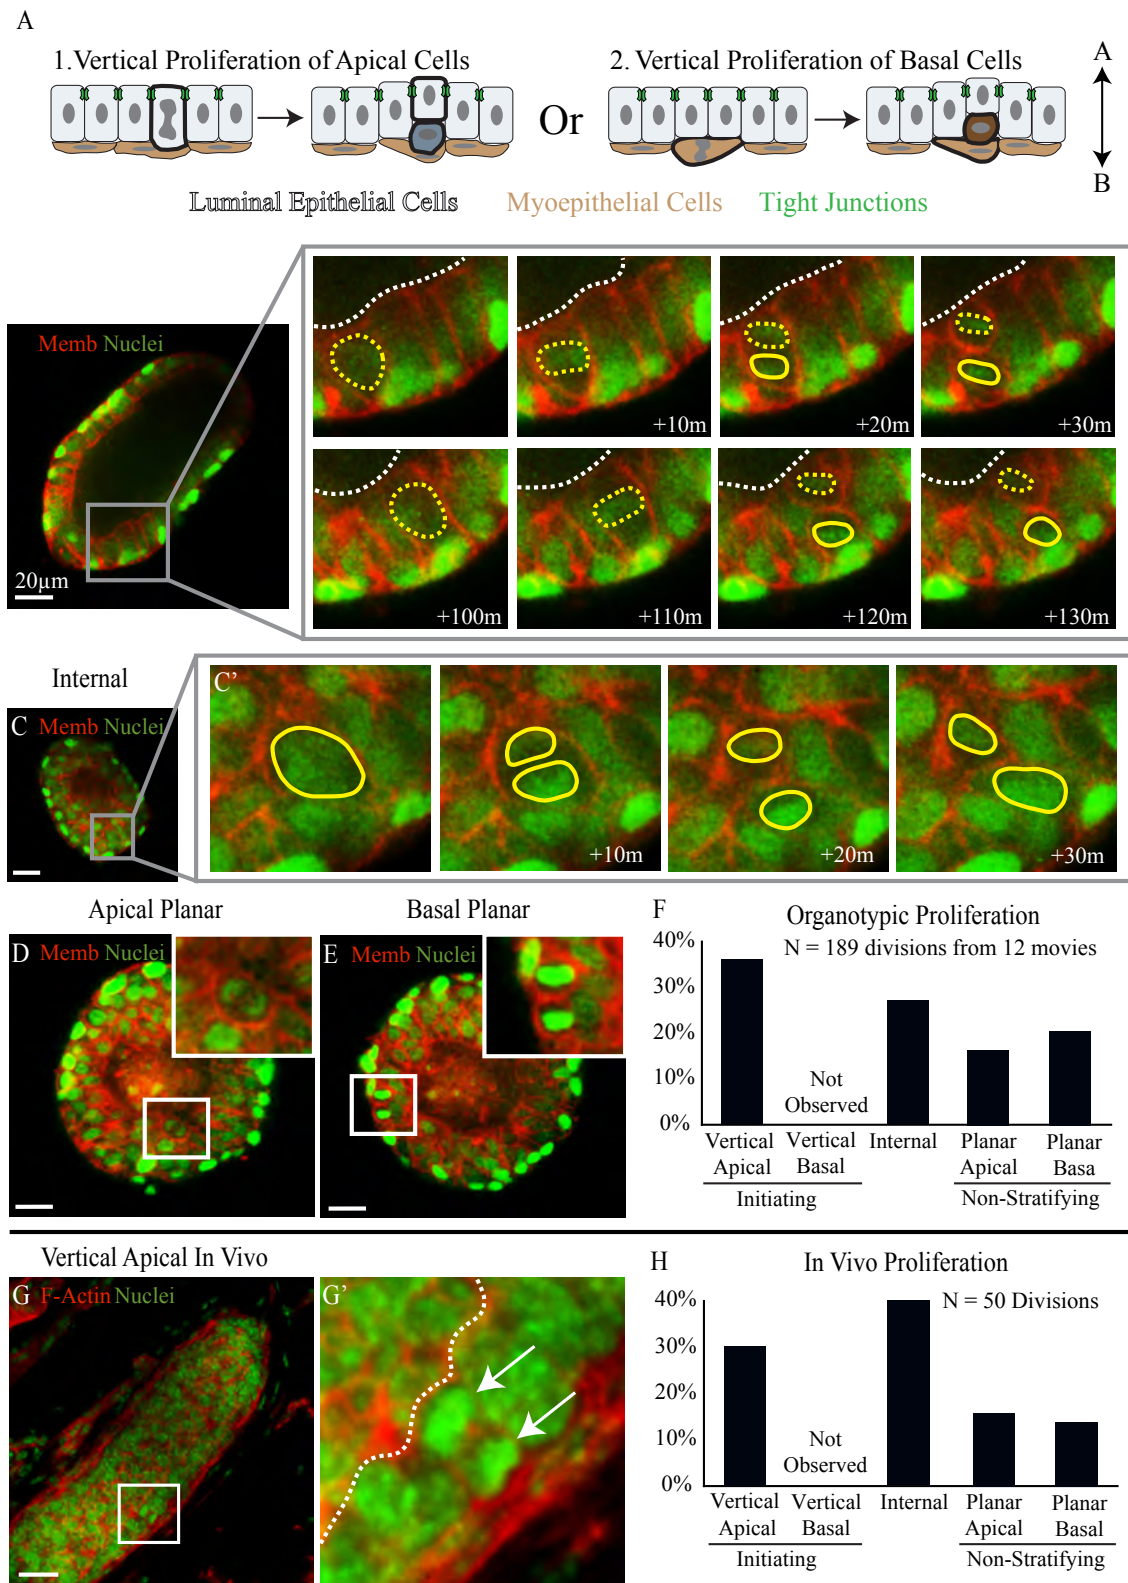 A
1.Vertical Proliferation of Apical Cells
2. Vertical Proliferation of Basal Cells
A
Or
B
Luminal Epithelial Cells
Myoepithelial Cells
Tight Junctions
Memb Nuclei
20µm
+10m
+20m
+30m
+100m
+110m
+120m
+130m
Internal
C
Memb Nuclei
C'
+10m
+20m
+30m
Apical Planar
Basal Planar
D
Memb Nuclei
E
Memb Nuclei
F
Organotypic Proliferation
N = 189 divisions from 12 movies
40%
30%
20%
10%
0%
Not
Observed
Vertical
Apical
Vertical
Basal
Internal
Planar
Apical
Planar
Basa
Initiating
Non-Stratifying
Vertical Apical In Vivo
G
F-Actin Nuclei
G'
H
In Vivo Proliferation
N = 50 Divisions
40%
30%
20%
10%
0%
Not
Observed
Vertical
Apical
Vertical
Basal
Internal
Planar
Apical
Planar
Basal
Initiating
Non-Stratifying